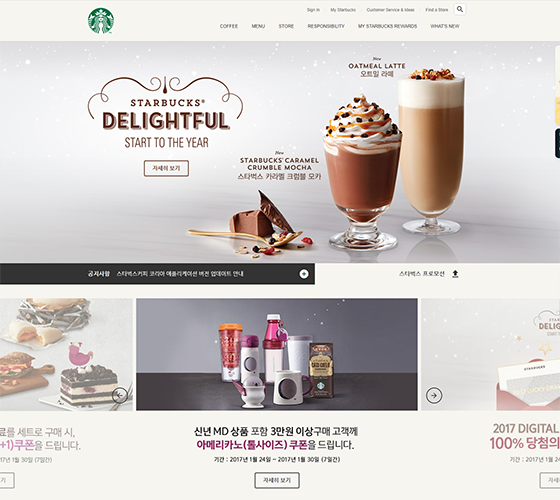 Sign In My Starbucks Customer Service & Ideas Find a Store
COFFEE MENU STORE RESPONSIBILITY MY STARBUCKS REWARDS WHAT'S NEW
New
OATMEAL LATTE
오트밀 라떼
STARBUCKS®
DELIGHTFUL
START TO THE YEAR
자세히 보기
New
STARBUCKS® CARAMEL
CRUMBLE MOCHA
스타벅스 카라멜 크럼블 모카
공지사항 스타벅스커피 코리아 애플리케이션 버전 업데이트 안내
스타벅스 프로모션
료를 세트로 구매 시,
+1)쿠폰을 드립니다.
17년 1월 30일 (7일간)
기
신년 MD 상품 포함 3만원 이상구매 고객께
아메리카노(톨사이즈) 쿠폰을 드립니다.
기간 : 2017년 1월 24일 ~ 2017년 1월 30일 (7일간)
자세히 보기
STARBUCKS
2017 DIGITAL
100% 당첨의
기간 : 2017년 1월
자